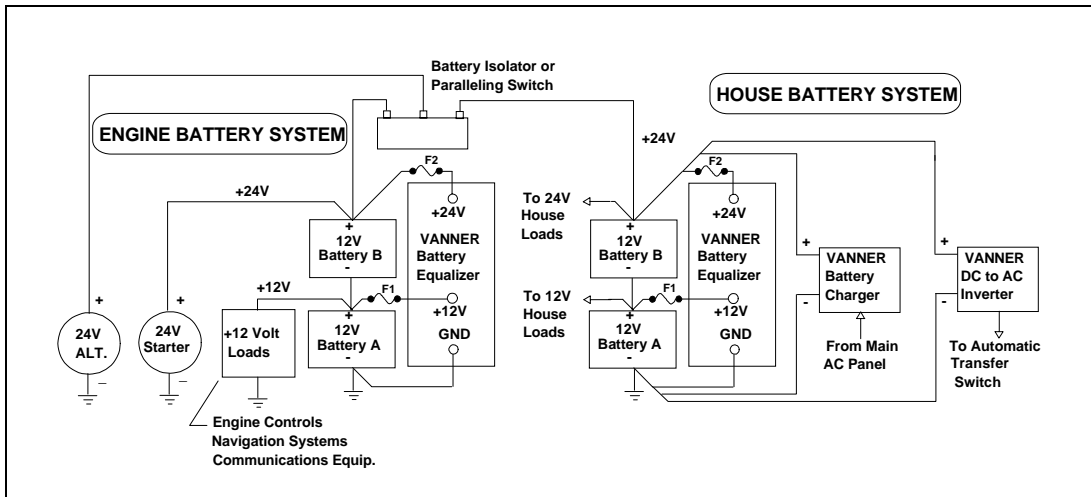 Battery Isolator or
Paralleling Switch
ENGINE BATTERY SYSTEM
HOUSE BATTERY SYSTEM
+24V
F2
+24V
+
12V
Battery B
-
VANNER
Battery
Equalizer
+12V
F1
+12V
GND
+
12V
Battery A
-
+
24V
ALT.
–
+
24V
Starter
–
+12 Volt
Loads
Engine Controls
Navigation Systems
Communications Equip.
+24V
F2
To 24V
House
Loads
+24V
+
12V
Battery B
-
VANNER
Battery
Equalizer
To 12V
House
Loads
F1
+12V
GND
+
12V
Battery A
-
+
VANNER
Battery
Charger
-
From Main
AC Panel
+
VANNER
DC to AC
Inverter
-
To Automatic
Transfer
Switch